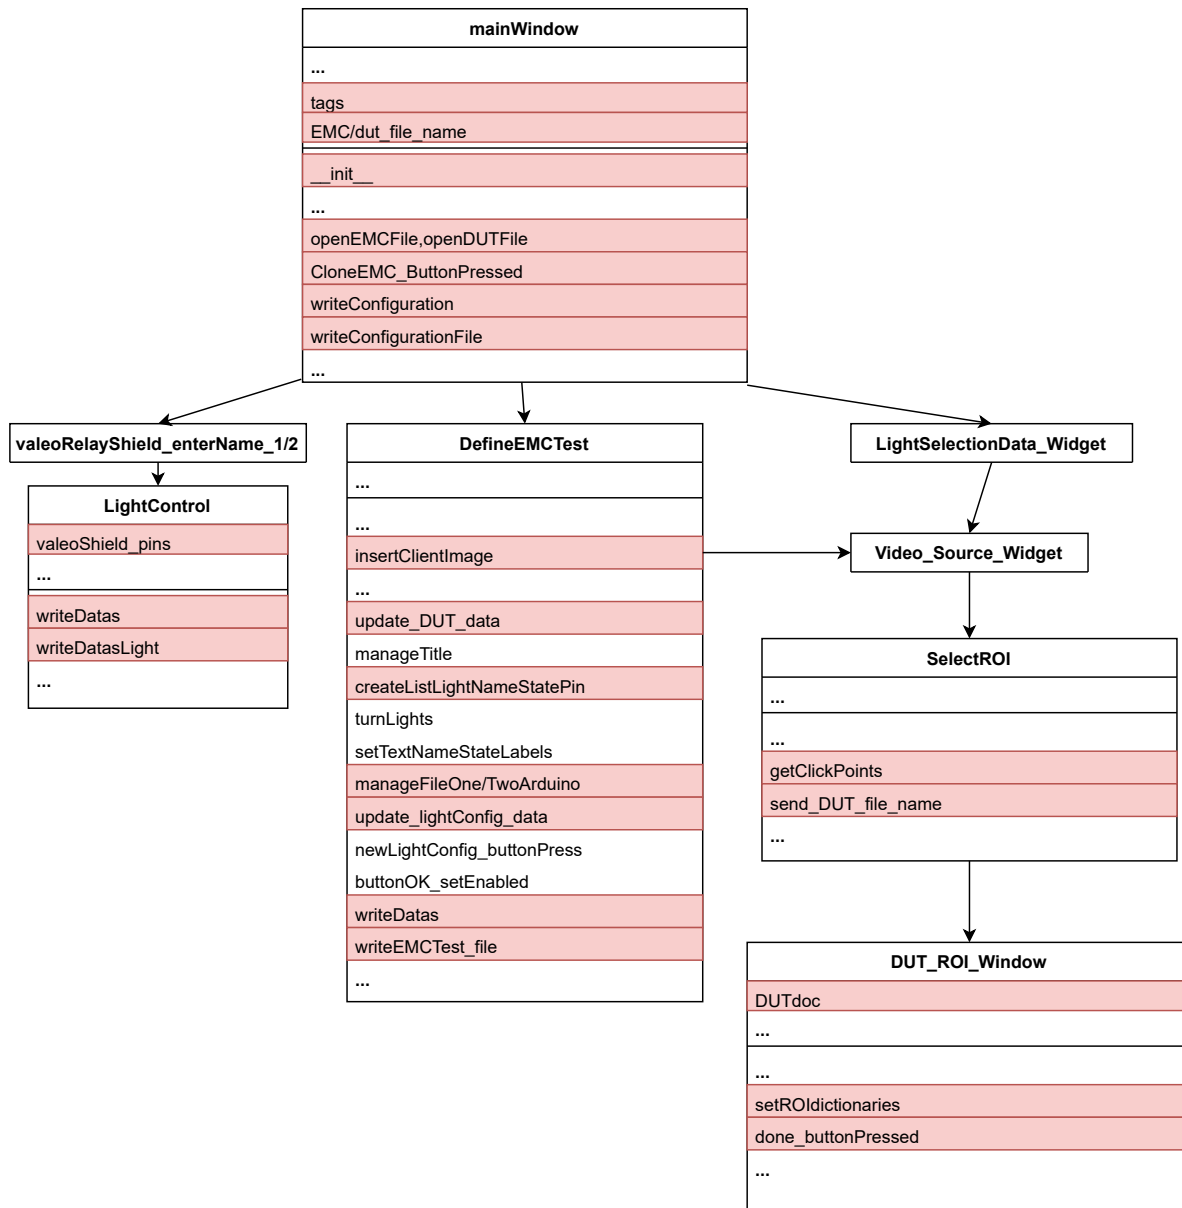 mainWindow
...
tags
EMC/dut_file_name
__init__
...
openEMCFile,openDUTFile
CloneEMC_ButtonPressed
writeConfiguration
writeConfigurationFile
...
valeoRelayShield_enterName_1/2
LightControl
valeoShield_pins
...
writeDatas
writeDatasLight
...
DefineEMCTest
...
...
insertClientImage
...
update_DUT_data
manageTitle
createListLightNameStatePin
turnLights
setTextNameStateLabels
manageFileOne/TwoArduino
update_lightConfig_data
newLightConfig_buttonPress
buttonOK_setEnabled
writeDatas
writeEMCTest_file
...
LightSelectionData_Widget
Video_Source_Widget
SelectROI
...
...
getClickPoints
send_DUT_file_name
...
DUT_ROI_Window
DUTdoc
...
...
setROIdictionaries
done_buttonPressed
...